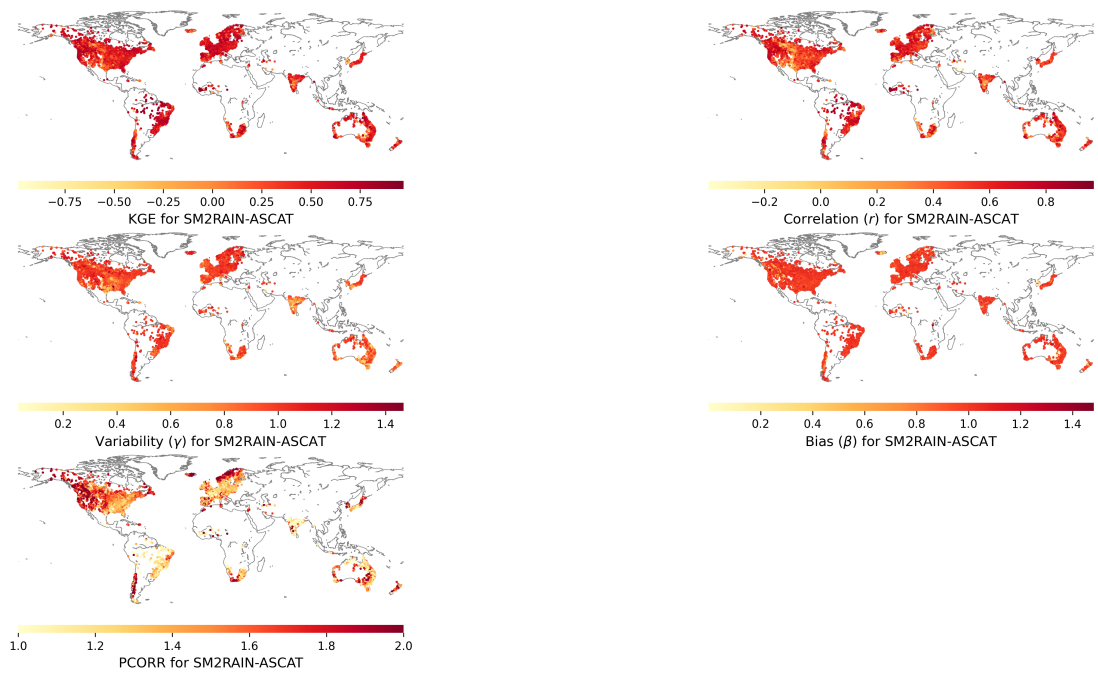 −0.75 −0.50 −0.25 0.00 0.25 0.50 0.75
KGE for SM2RAIN-ASCAT
−0.2 0.0 0.2 0.4 0.6 0.8
Correlation (r) for SM2RAIN-ASCAT
0.2 0.4 0.6 0.8 1.0 1.2 1.4
Variability (γ) for SM2RAIN-ASCAT
0.2 0.4 0.6 0.8 1.0 1.2 1.4
Bias (β) for SM2RAIN-ASCAT
1.0 1.2 1.4 1.6 1.8 2.0
PCORR for SM2RAIN-ASCAT